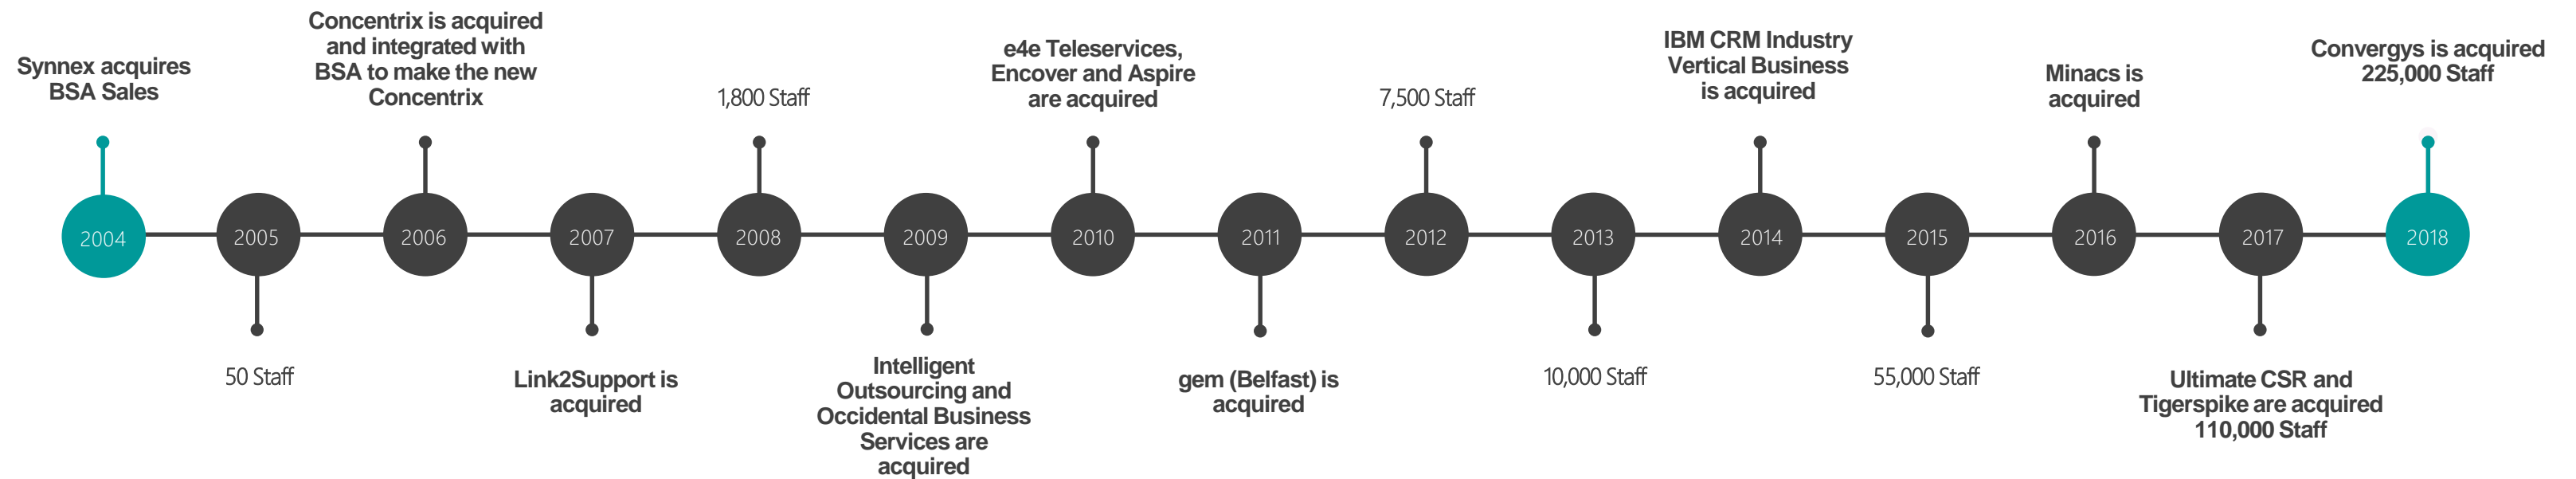 Synnex acquires
BSA Sales
2004
2005
50 Staff
Concentrix is acquired
and integrated with
BSA to make the new
Concentrix
2006
2007
Link2Support is
acquired
1,800 Staff
2008
2009
Intelligent
Outsourcing and
Occidental Business
Services are
acquired
e4e Teleservices,
Encover and Aspire
are acquired
2010
2011
gem (Belfast) is
acquired
7,500 Staff
2012
2013
10,000 Staff
IBM CRM Industry
Vertical Business
is acquired
2014
2015
55,000 Staff
Minacs is
acquired
2016
2017
Ultimate CSR and
Tigerspike are acquired
110,000 Staff
Convergys is acquired
225,000 Staff
2018